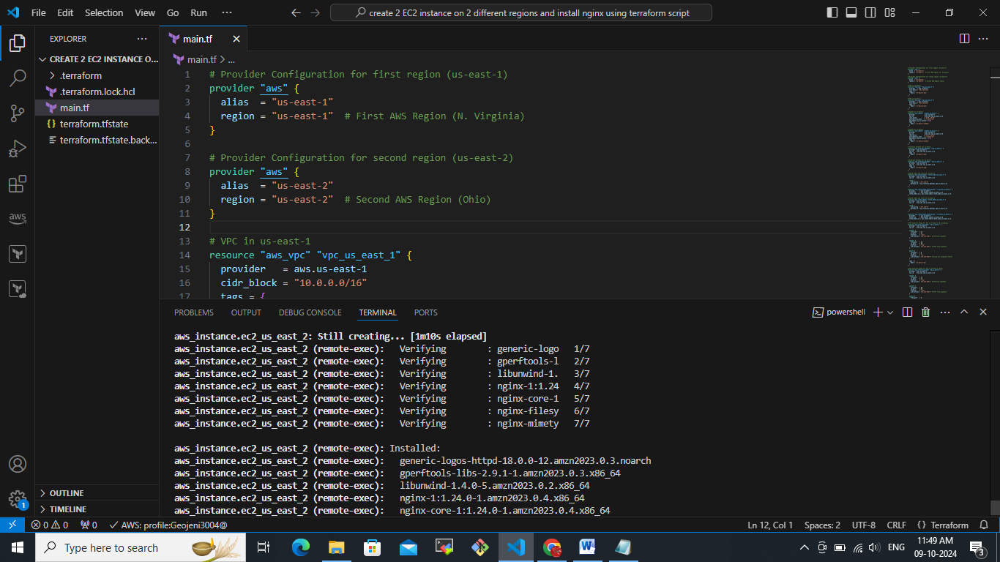 File Edit Selection View Go Run ···
create 2 EC2 instance on 2 different regions and install nginx using terraform script
EXPLORER
CREATE 2 EC2 INSTANCE O...
.terraform
.terraform.lock.hcl
main.tf
terraform.tfstate
terraform.tfstate.back...
OUTLINE
TIMELINE
main.tf
main.tf > ...
1 # Provider Configuration for first region (us-east-1)
2 provider "aws" {
3 alias = "us-east-1"
4 region = "us-east-1" # First AWS Region (N. Virginia)
5 }
6
7 # Provider Configuration for second region (us-east-2)
8 provider "aws" {
9 alias = "us-east-2"
10 region = "us-east-2" # Second AWS Region (Ohio)
11 }
12
13 # VPC in us-east-1
14 resource "aws_vpc" "vpc_us_east_1" {
15 provider = aws.us-east-1
16 cidr_block = "10.0.0.0/16"
17 tags = {
PROBLEMS OUTPUT DEBUG CONSOLE TERMINAL PORTS
powershell
aws_instance.ec2_us_east_2: Still creating... [1m10s elapsed]
aws_instance.ec2_us_east_2 (remote-exec): Verifying : generic-logo 1/7
aws_instance.ec2_us_east_2 (remote-exec): Verifying : gperftools-l 2/7
aws_instance.ec2_us_east_2 (remote-exec): Verifying : libunwind-1. 3/7
aws_instance.ec2_us_east_2 (remote-exec): Verifying : nginx-1:1.24 4/7
aws_instance.ec2_us_east_2 (remote-exec): Verifying : nginx-core-1 5/7
aws_instance.ec2_us_east_2 (remote-exec): Verifying : nginx-filesy 6/7
aws_instance.ec2_us_east_2 (remote-exec): Verifying : nginx-mimety 7/7
aws_instance.ec2_us_east_2 (remote-exec): Installed:
aws_instance.ec2_us_east_2 (remote-exec): generic-logos-httpd-18.0.0-12.amzn2023.0.3.noarch
aws_instance.ec2_us_east_2 (remote-exec): gperftools-libs-2.9.1-1.amzn2023.0.3.x86_64
aws_instance.ec2_us_east_2 (remote-exec): libunwind-1.4.0-5.amzn2023.0.2.x86_64
aws_instance.ec2_us_east_2 (remote-exec): nginx-1:1.24.0-1.amzn2023.0.4.x86_64
aws_instance.ec2_us_east_2 (remote-exec): nginx-core-1:1.24.0-1.amzn2023.0.4.x86_64
aws
1
0 0 0 AWS: profile:Geojeni3004@
Ln 12, Col 1 Spaces: 2 UTF-8 CRLF {} Terraform
Type here to search
ENG
11:49 AM
09-10-2024
3